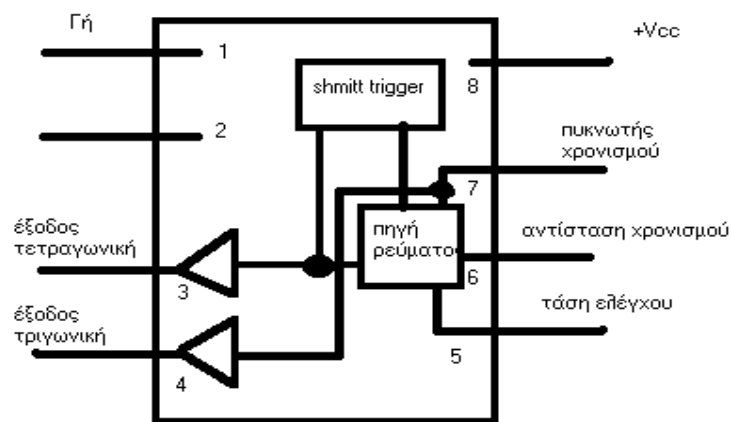 Γή
1
+Vcc
8
shmitt trigger
2
πυκνωτής
χρονισμού
7
έξοδος
τετραγωνική
3
πηγή
ρεύματο
αντίσταση χρονισμού
6
έξοδος
τριγωνική
4
τάση ελέγχου
5